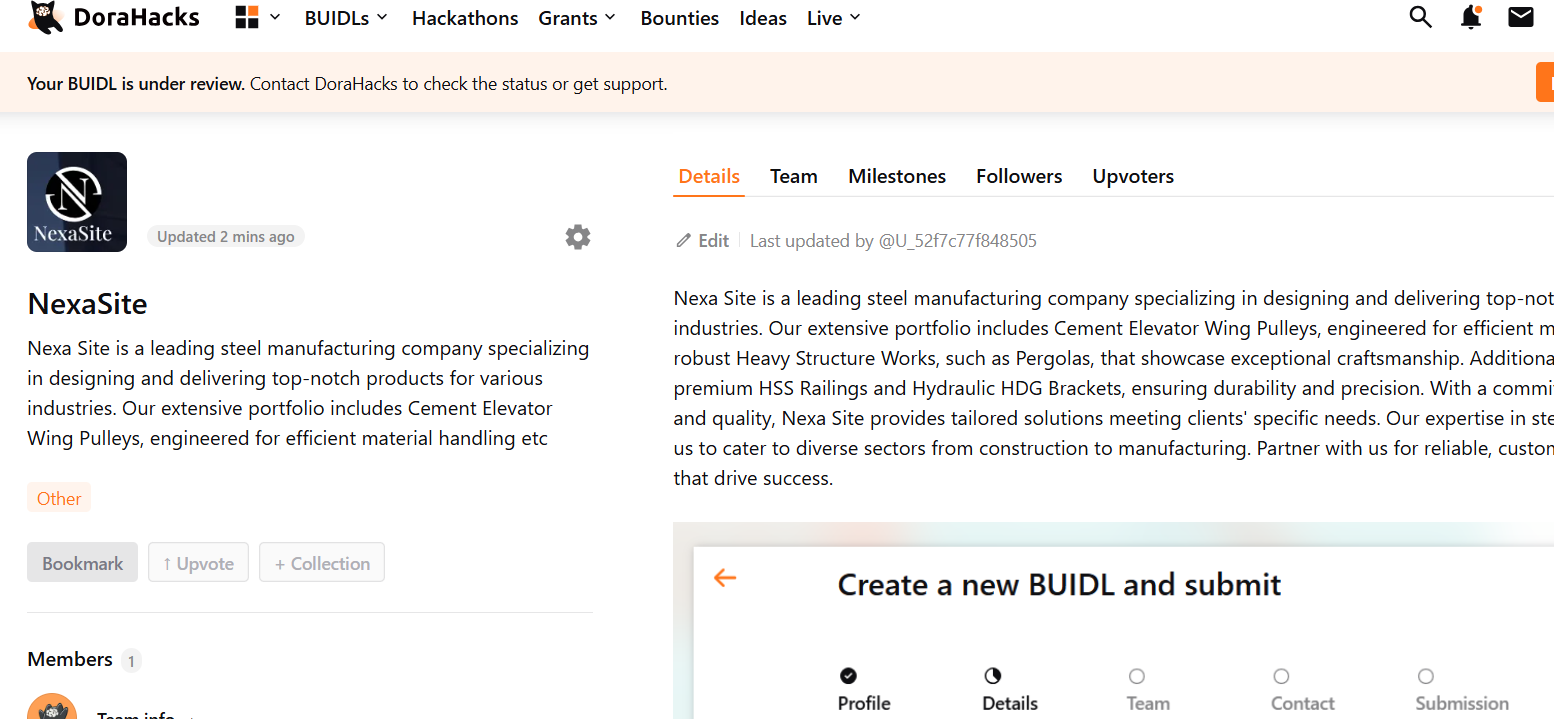 DoraHacks
BUIDLs
Hackathons
Grants
Bounties
Ideas
Live
Your BUIDL is under review. Contact DoraHacks to check the status or get support.
NexaSite
Updated 2 mins ago
NexaSite
Nexa Site is a leading steel manufacturing company specializing
in designing and delivering top-notch products for various
industries. Our extensive portfolio includes Cement Elevator
Wing Pulleys, engineered for efficient material handling etc
Other
Bookmark
↑ Upvote
+ Collection
Members 1
Team info
Details
Team
Milestones
Followers
Upvoters
Edit
Last updated by @U_52f7c77f848505
Nexa Site is a leading steel manufacturing company specializing in designing and delivering top-not
industries. Our extensive portfolio includes Cement Elevator Wing Pulleys, engineered for efficient m
robust Heavy Structure Works, such as Pergolas, that showcase exceptional craftsmanship. Additiona
premium HSS Railings and Hydraulic HDG Brackets, ensuring durability and precision. With a commi
and quality, Nexa Site provides tailored solutions meeting clients' specific needs. Our expertise in ste
us to cater to diverse sectors from construction to manufacturing. Partner with us for reliable, custom
that drive success.
Create a new BUIDL and submit
Profile
Details
Team
Contact
Submission